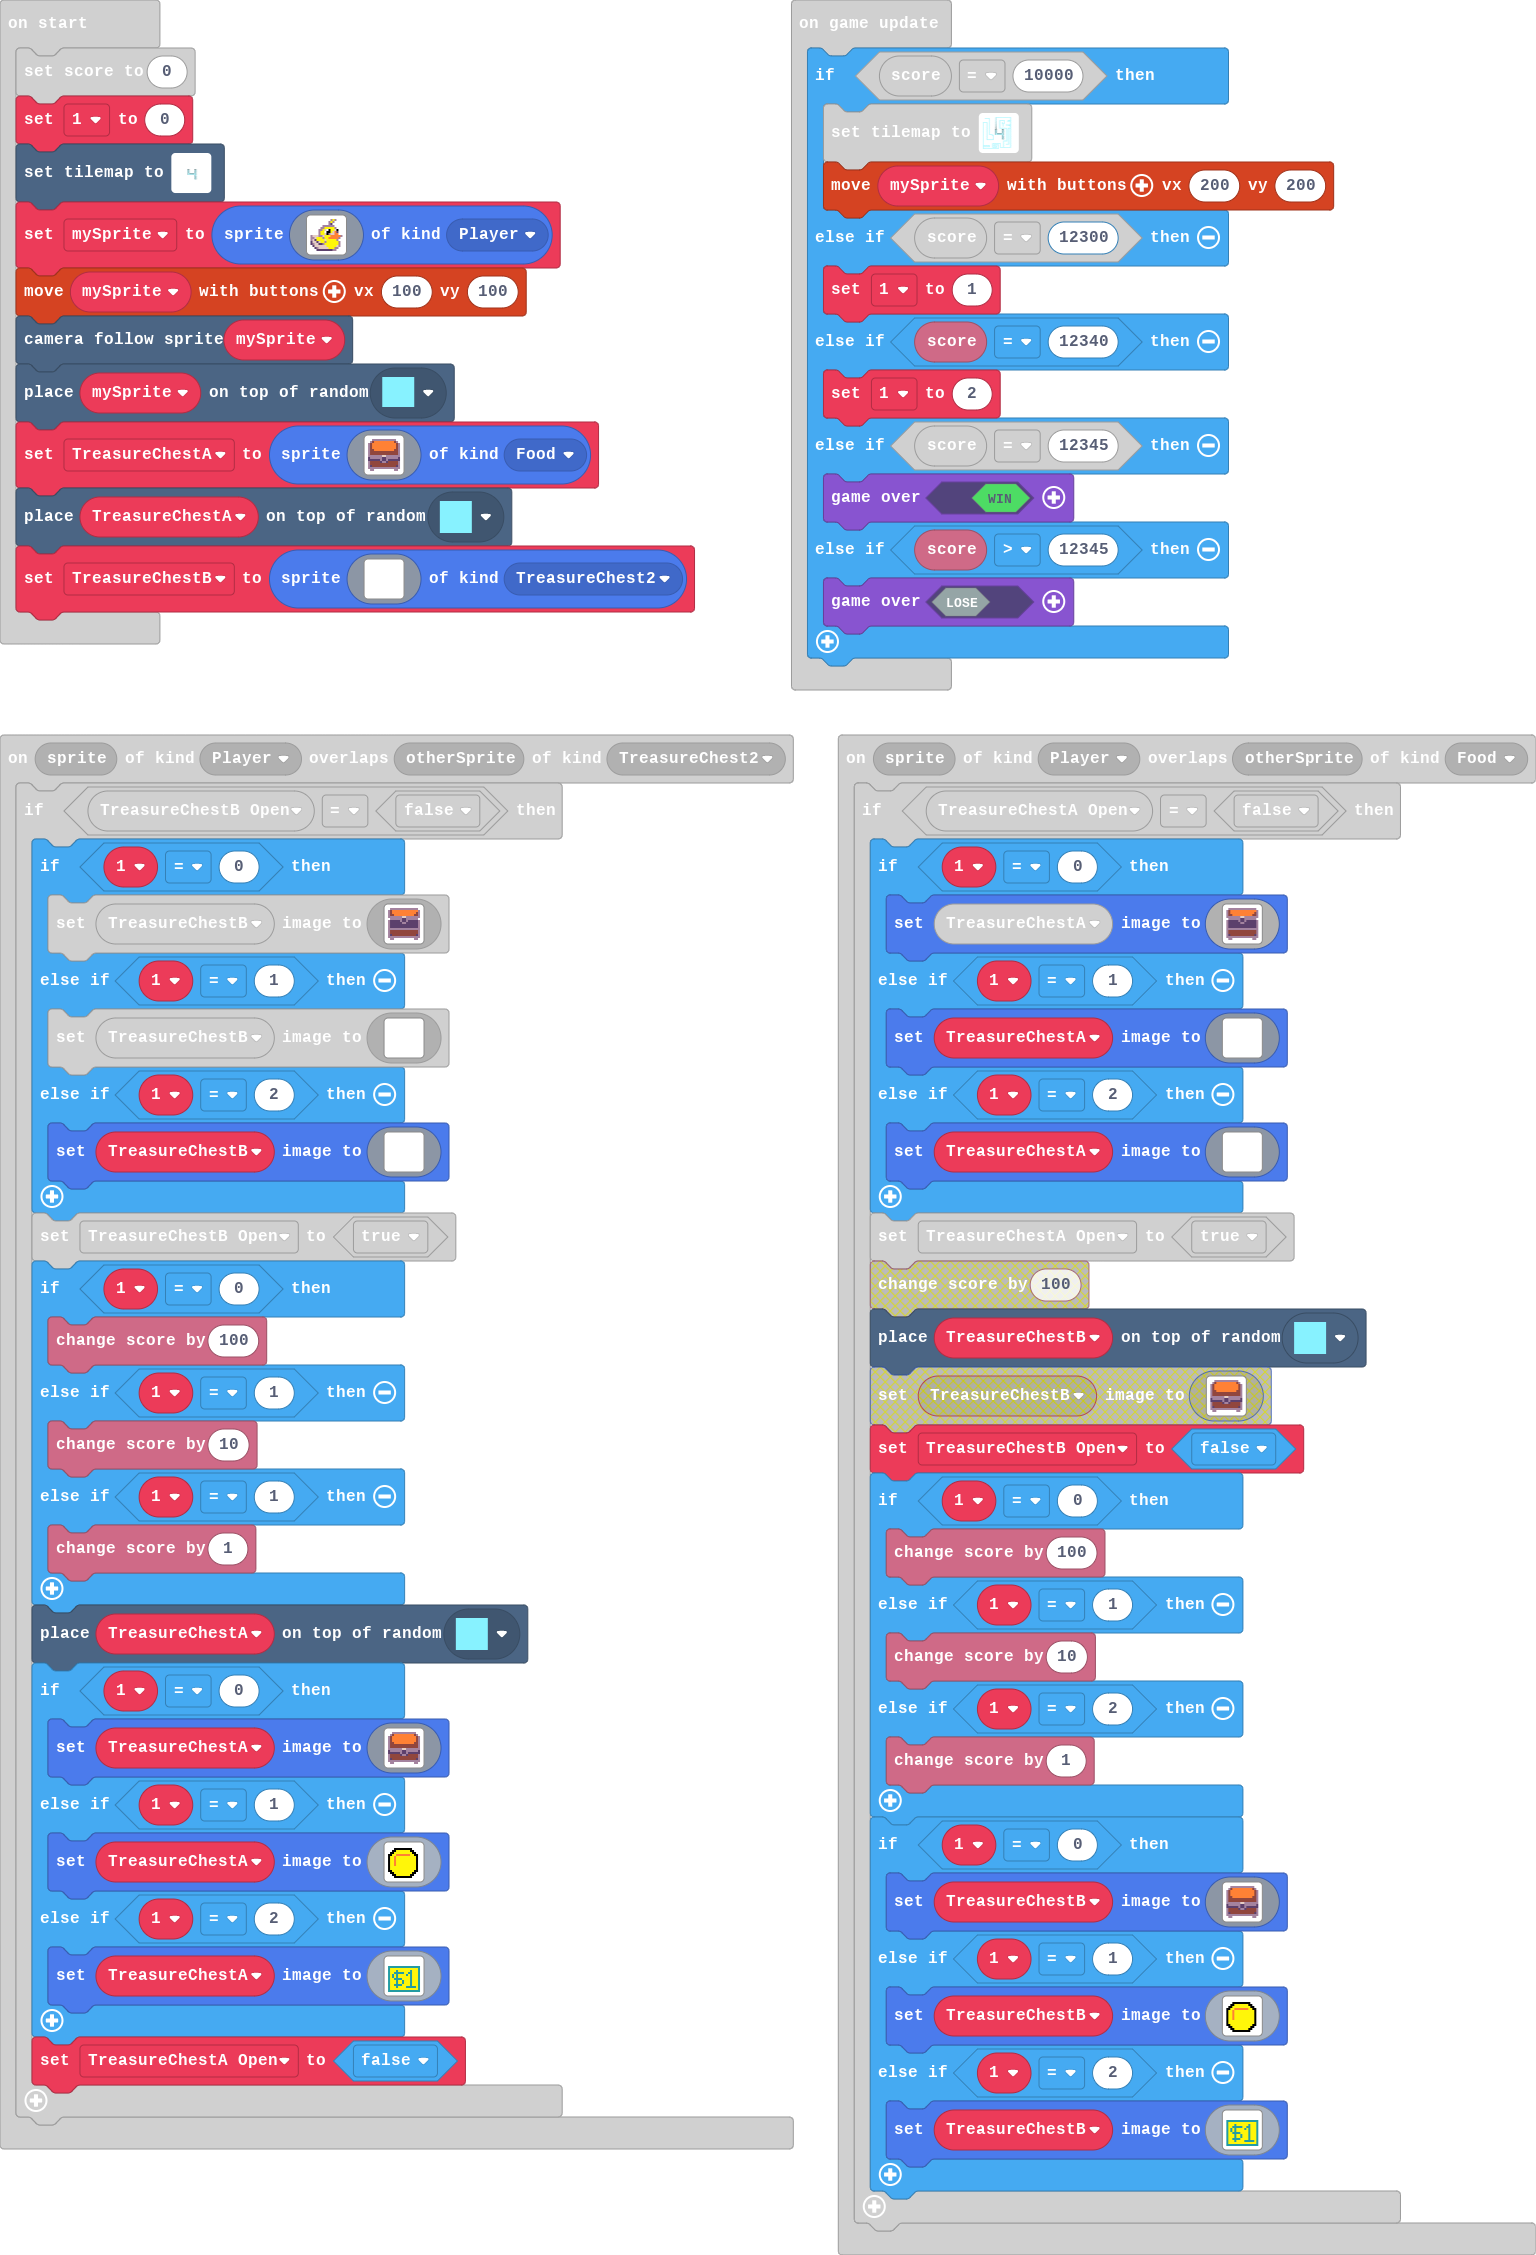 on start
set score to 0
set 1 to 0
set tilemap to
set mySprite to sprite of kind Player
move mySprite with buttons vx 100 vy 100
camera follow sprite mySprite
place mySprite on top of random
set TreasureChestA to sprite of kind Food
place TreasureChestA on top of random
set TreasureChestB to sprite of kind TreasureChest2
on game update
if score = 10000 then
set tilemap to
move mySprite with buttons vx 200 vy 200
else if score = 12300 then
set 1 to 1
else if score = 12340 then
set 1 to 2
else if score = 12345 then
game over WIN
else if score > 12345 then
game over LOSE
on sprite of kind Player overlaps otherSprite of kind TreasureChest2
if TreasureChestB Open = false then
if 1 = 0 then
set TreasureChestB image to
else if 1 = 1 then
set TreasureChestB image to
else if 1 = 2 then
set TreasureChestB image to
set TreasureChestB Open to true
if 1 = 0 then
change score by 100
else if 1 = 1 then
change score by 10
else if 1 = 1 then
change score by 1
place TreasureChestA on top of random
if 1 = 0 then
set TreasureChestA image to
else if 1 = 1 then
set TreasureChestA image to
else if 1 = 2 then
set TreasureChestA image to $1
set TreasureChestA Open to false
on sprite of kind Player overlaps otherSprite of kind Food
if TreasureChestA Open = false then
if 1 = 0 then
set TreasureChestA image to
else if 1 = 1 then
set TreasureChestA image to
else if 1 = 2 then
set TreasureChestA image to
set TreasureChestA Open to true
change score by 100
place TreasureChestB on top of random
set TreasureChestB image to
set TreasureChestB Open to false
if 1 = 0 then
change score by 100
else if 1 = 1 then
change score by 10
else if 1 = 2 then
change score by 1
if 1 = 0 then
set TreasureChestB image to
else if 1 = 1 then
set TreasureChestB image to
else if 1 = 2 then
set TreasureChestB image to $1